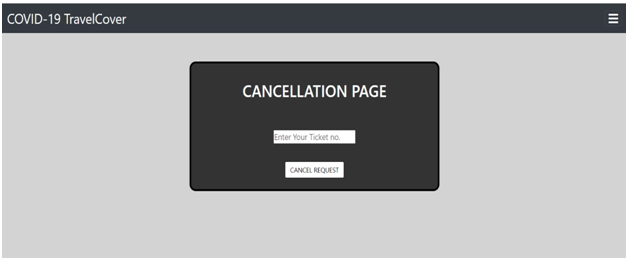 COVID-19 TravelCover
CANCELLATION PAGE
Enter Your Ticket no.
CANCEL REQUEST